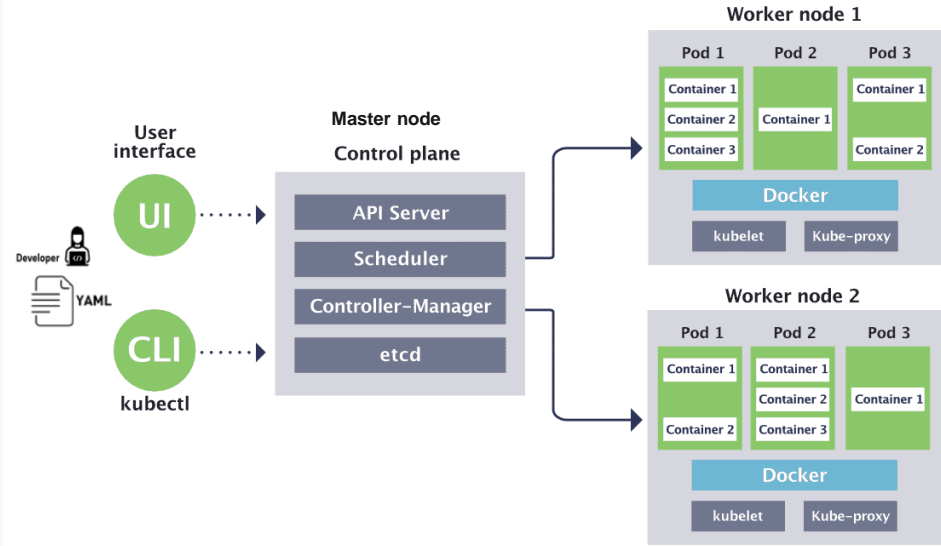 Developer
YAML
User
interface
UI
CLI
kubectl
Master node
Control plane
API Server
Scheduler
Controller-Manager
etcd
Worker node 1
Pod 1
Container 1
Container 2
Container 3
Pod 2
Container 1
Pod 3
Container 1
Container 2
Docker
kubelet
Kube-proxy
Worker node 2
Pod 1
Container 1
Container 2
Pod 2
Container 1
Container 2
Container 3
Pod 3
Container 1
Docker
kubelet
Kube-proxy